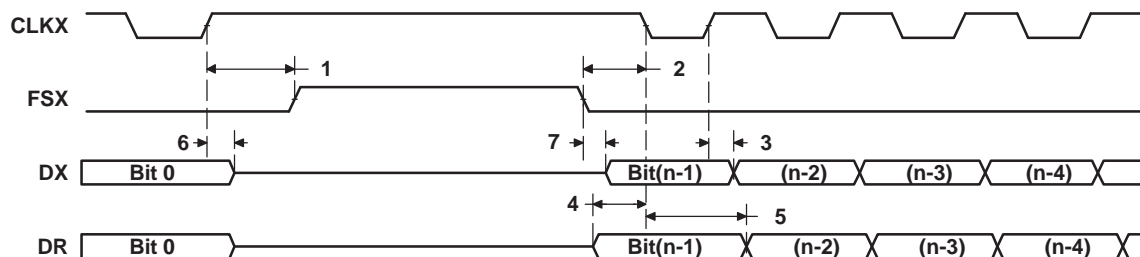 CLKX
1 2
FSX
6 7 3
DX Bit 0 Bit(n-1) (n-2) (n-3) (n-4)
4 5
DR Bit 0 Bit(n-1) (n-2) (n-3) (n-4)